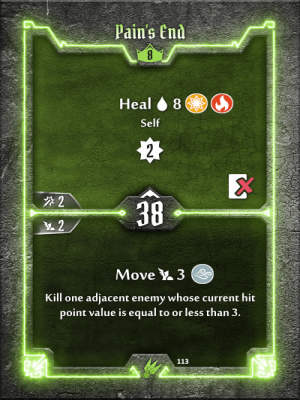 Pain's End
8
Heal 8
Self
2
2
38
2
Move 3
Kill one adjacent enemy whose current hit
point value is equal to or less than 3.
113